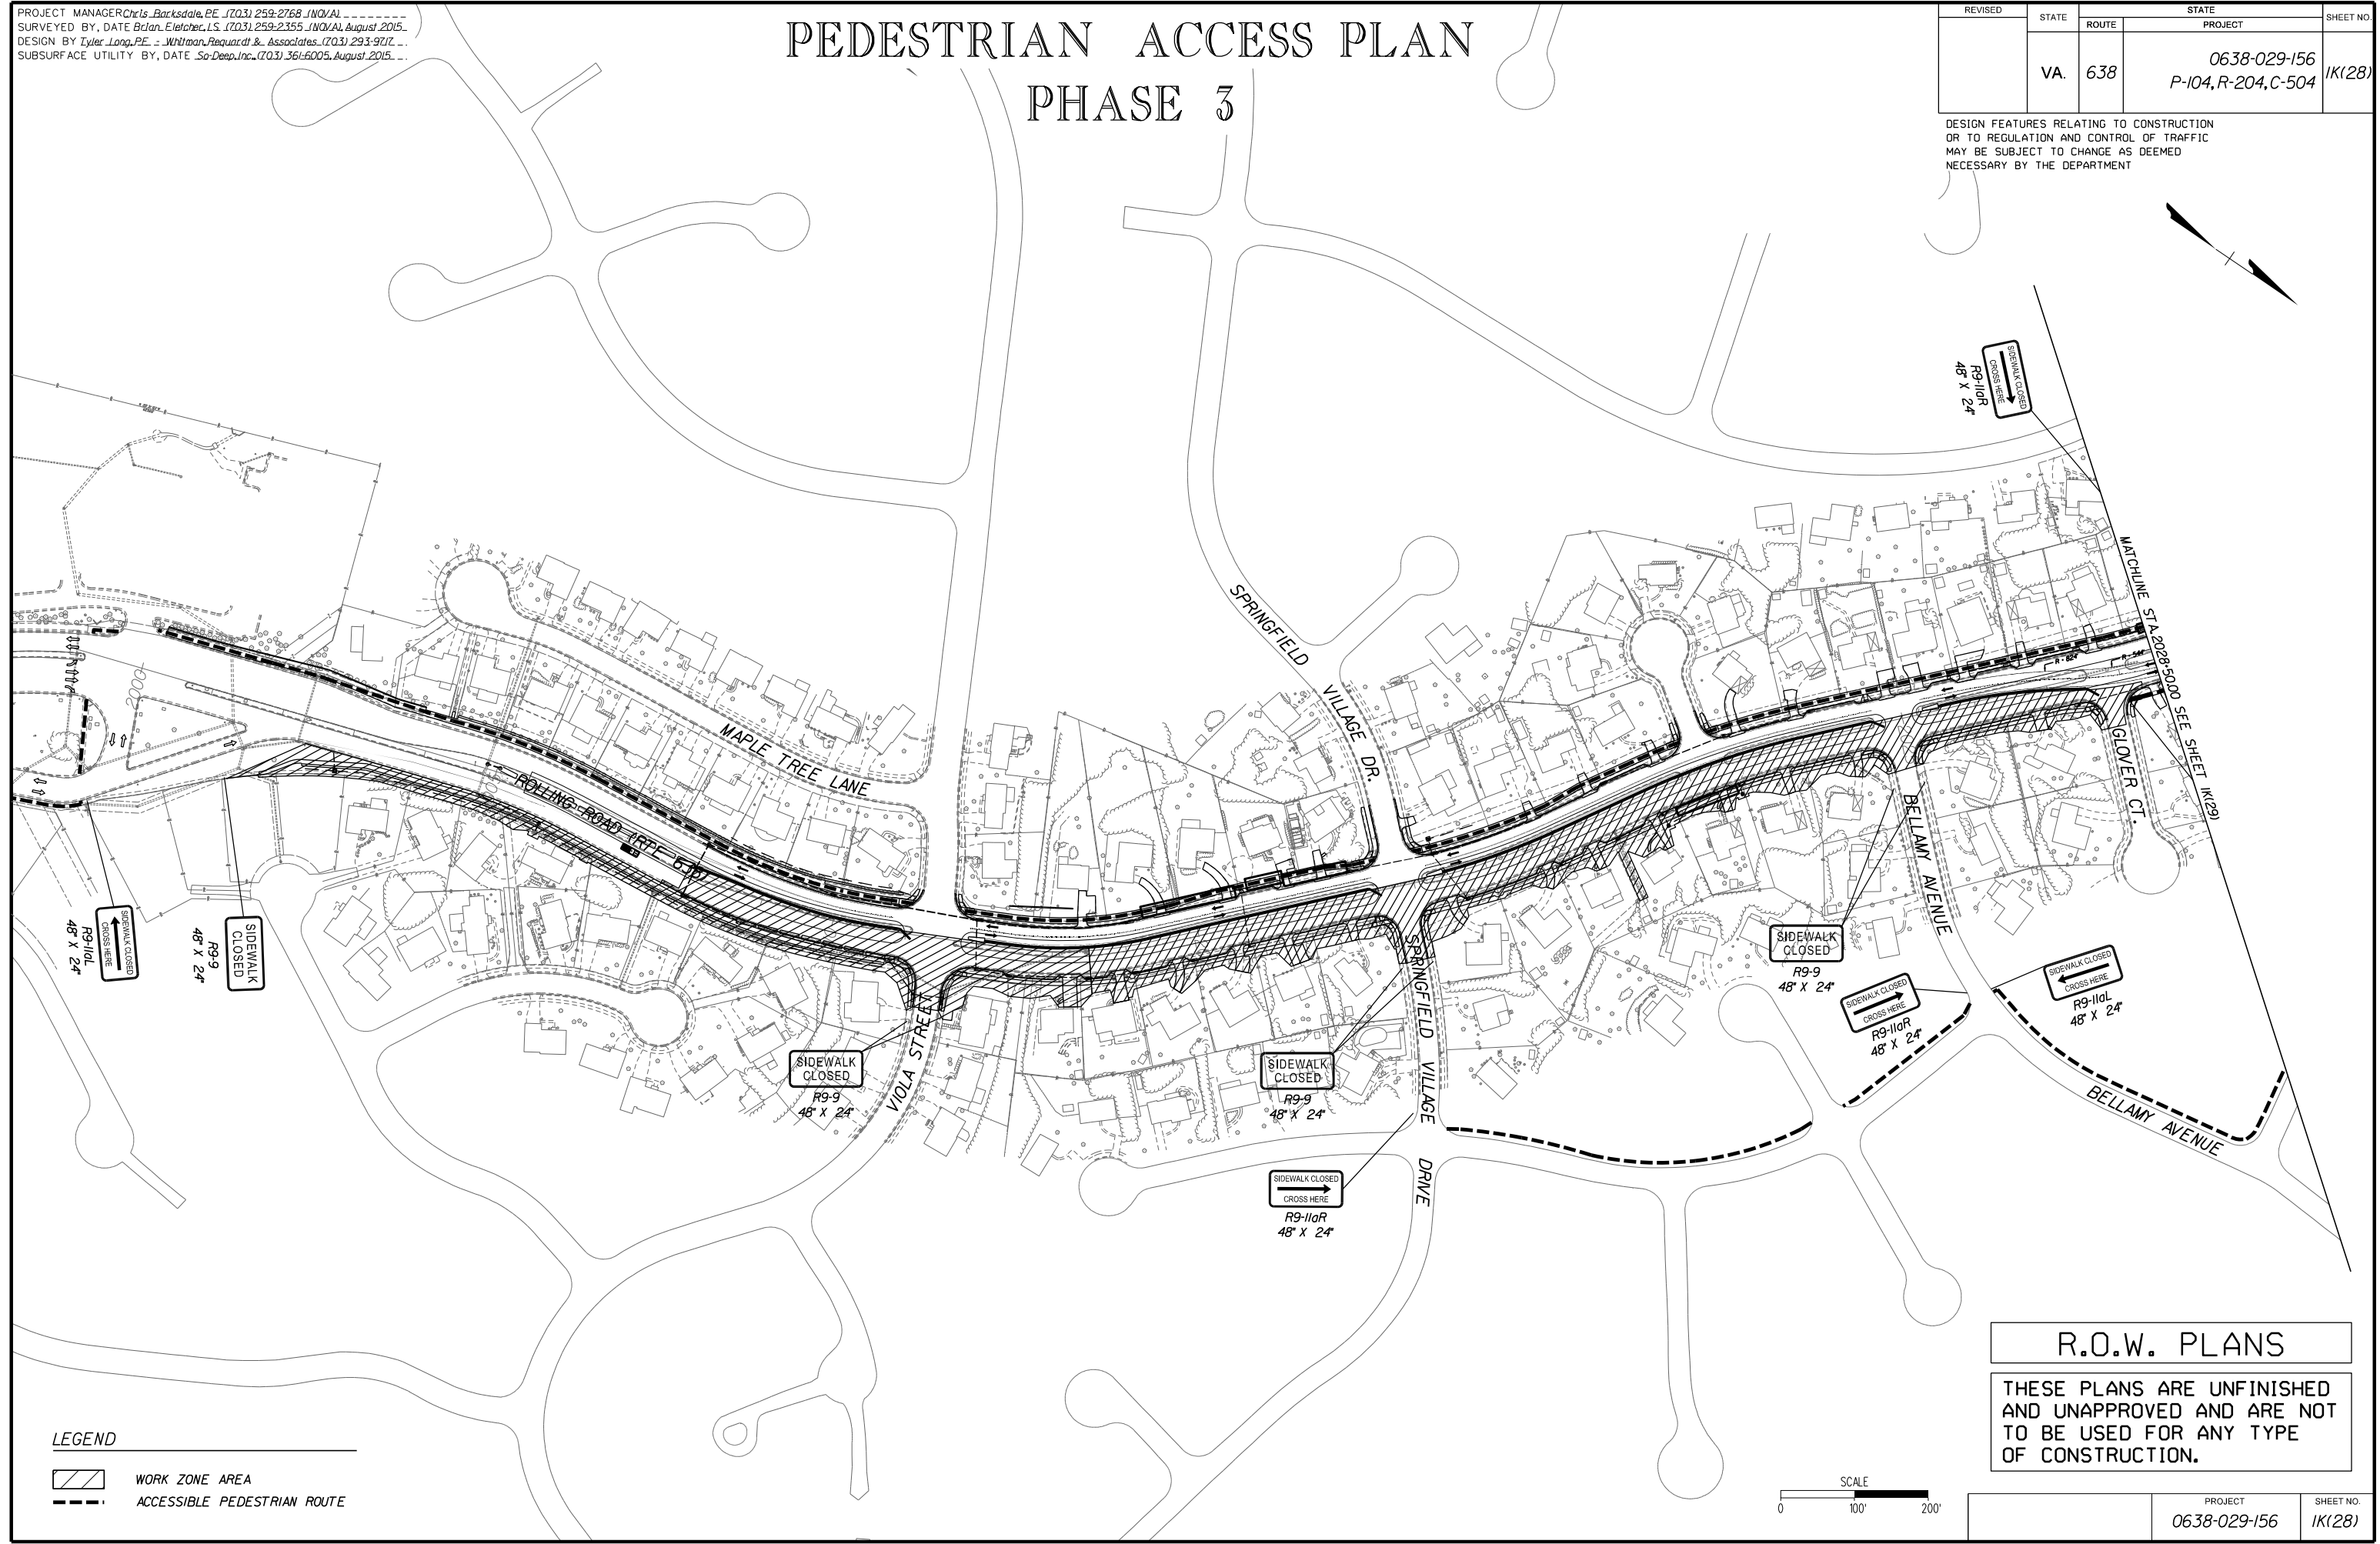 PROJECT MANAGER Chris Barksdale, P.E. (703) 259-2768 (NOVA)
SURVEYED BY, DATE Brian Fletcher, L.S. (703) 259-2355 (NOVA), August 2015
DESIGN BY Tyler Long, P.E. - Whitman, Requardt & Associates (703) 293-9717
SUBSURFACE UTILITY BY, DATE So-Deep, Inc. (703) 361-6005, August 2015
PEDESTRIAN ACCESS PLAN
PHASE 3
REVISED
STATE
STATE
ROUTE
PROJECT
SHEET NO.
VA.
638
0638-029-156
P-104, R-204, C-504
1K(28)
DESIGN FEATURES RELATING TO CONSTRUCTION
OR TO REGULATION AND CONTROL OF TRAFFIC
MAY BE SUBJECT TO CHANGE AS DEEMED
NECESSARY BY THE DEPARTMENT
SIDEWALK CLOSED
CROSS HERE
R9-11aR
48" X 24"
MATCHLINE STA. 2028+50.00 SEE SHEET 1K(29)
SPRINGFIELD
VILLAGE DR.
MAPLE TREE LANE
ROLLING ROAD (RTE 638)
2000
R - 824'
R - 544'
GLOVER CT.
BELLAMY AVENUE
SIDEWALK CLOSED
CROSS HERE
R9-11aL
48" X 24"
SIDEWALK
CLOSED
R9-9
48" X 24"
SIDEWALK
CLOSED
R9-9
48" X 24"
VIOLA STREET
SIDEWALK
CLOSED
R9-9
48" X 24"
SPRINGFIELD VILLAGE DRIVE
SIDEWALK
CLOSED
R9-9
48" X 24"
SIDEWALK CLOSED
CROSS HERE
R9-11aR
48" X 24"
SIDEWALK CLOSED
CROSS HERE
R9-11aL
48" X 24"
BELLAMY AVENUE
SIDEWALK CLOSED
CROSS HERE
R9-11aR
48" X 24"
R.O.W. PLANS
THESE PLANS ARE UNFINISHED
AND UNAPPROVED AND ARE NOT
TO BE USED FOR ANY TYPE
OF CONSTRUCTION.
LEGEND
WORK ZONE AREA
ACCESSIBLE PEDESTRIAN ROUTE
SCALE
0 100' 200'
PROJECT
0638-029-156
SHEET NO.
1K(28)